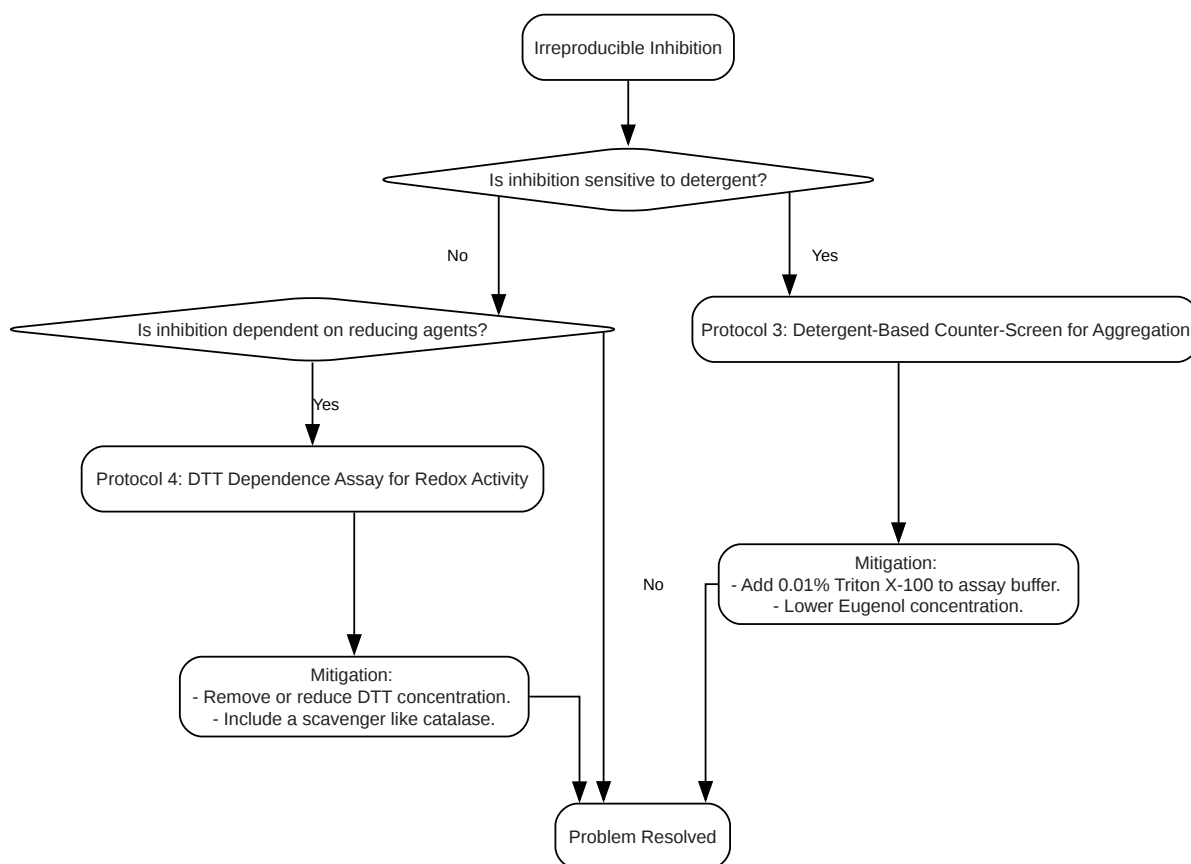 Irreproducible Inhibition
Is inhibition sensitive to detergent?
No
Yes
Is inhibition dependent on reducing agents?
Protocol 3: Detergent-Based Counter-Screen for Aggregation
Yes
Protocol 4: DTT Dependence Assay for Redox Activity
Mitigation:
- Add 0.01% Triton X-100 to assay buffer.
- Lower Eugenol concentration.
No
Mitigation:
- Remove or reduce DTT concentration.
- Include a scavenger like catalase.
Problem Resolved